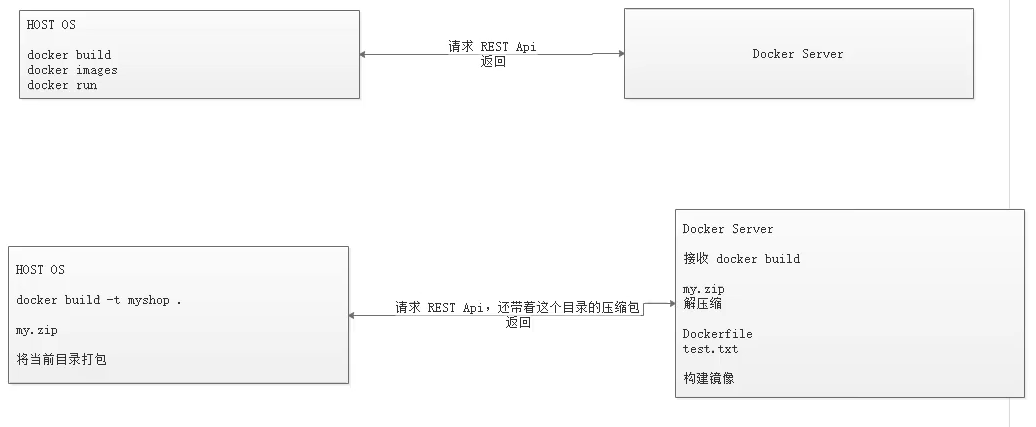 HOST OS
docker build
docker images
docker run
请求 REST Api
返回
Docker Server
HOST OS
docker build -t myshop .
my.zip
将当前目录打包
请求 REST Api，还带着这个目录的压缩包
返回
Docker Server
接收 docker build
my.zip
解压缩
Dockerfile
test.txt
构建镜像